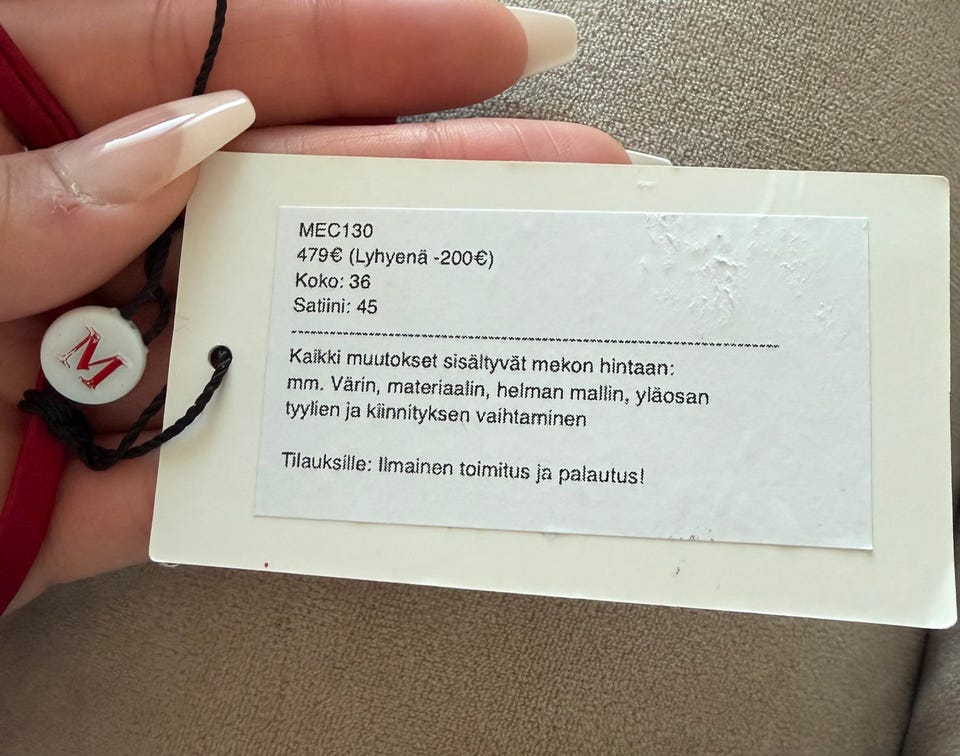 MEC130
479€ (Lyhyenä -200€)
Koko: 36
Satiini: 45
Kaikki muutokset sisältyvät mekon hintaan:
mm. Värin, materiaalin, helman mallin, yläosan
tyylien ja kiinnityksen vaihtaminen
Tilauksille: Ilmainen toimitus ja palautus!
M